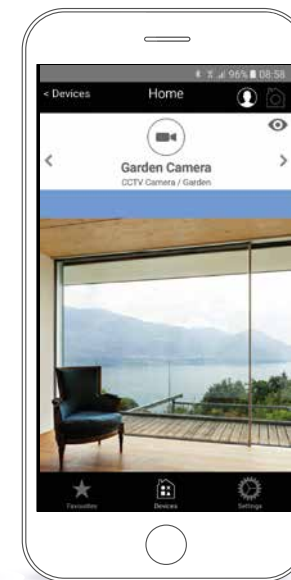 96% 08:58
< Devices Home
Garden Camera
CCTV Camera / Garden
Favourites Devices Settings